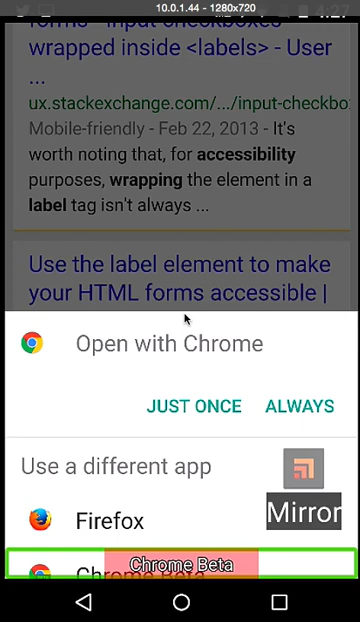 10.0.1.44 - 1280x720
4:27
forms - input checkboxes
wrapped inside <labels> - User
...
ux.stackexchange.com/.../input-checkbo
Mobile-friendly - Feb 22, 2013 - It's
worth noting that, for accessibility
purposes, wrapping the element in a
label tag isn't always ...
Use the label element to make
your HTML forms accessible |
Open with Chrome
JUST ONCE ALWAYS
Use a different app
Mirror
Firefox
Chrome Beta
Chrome Beta